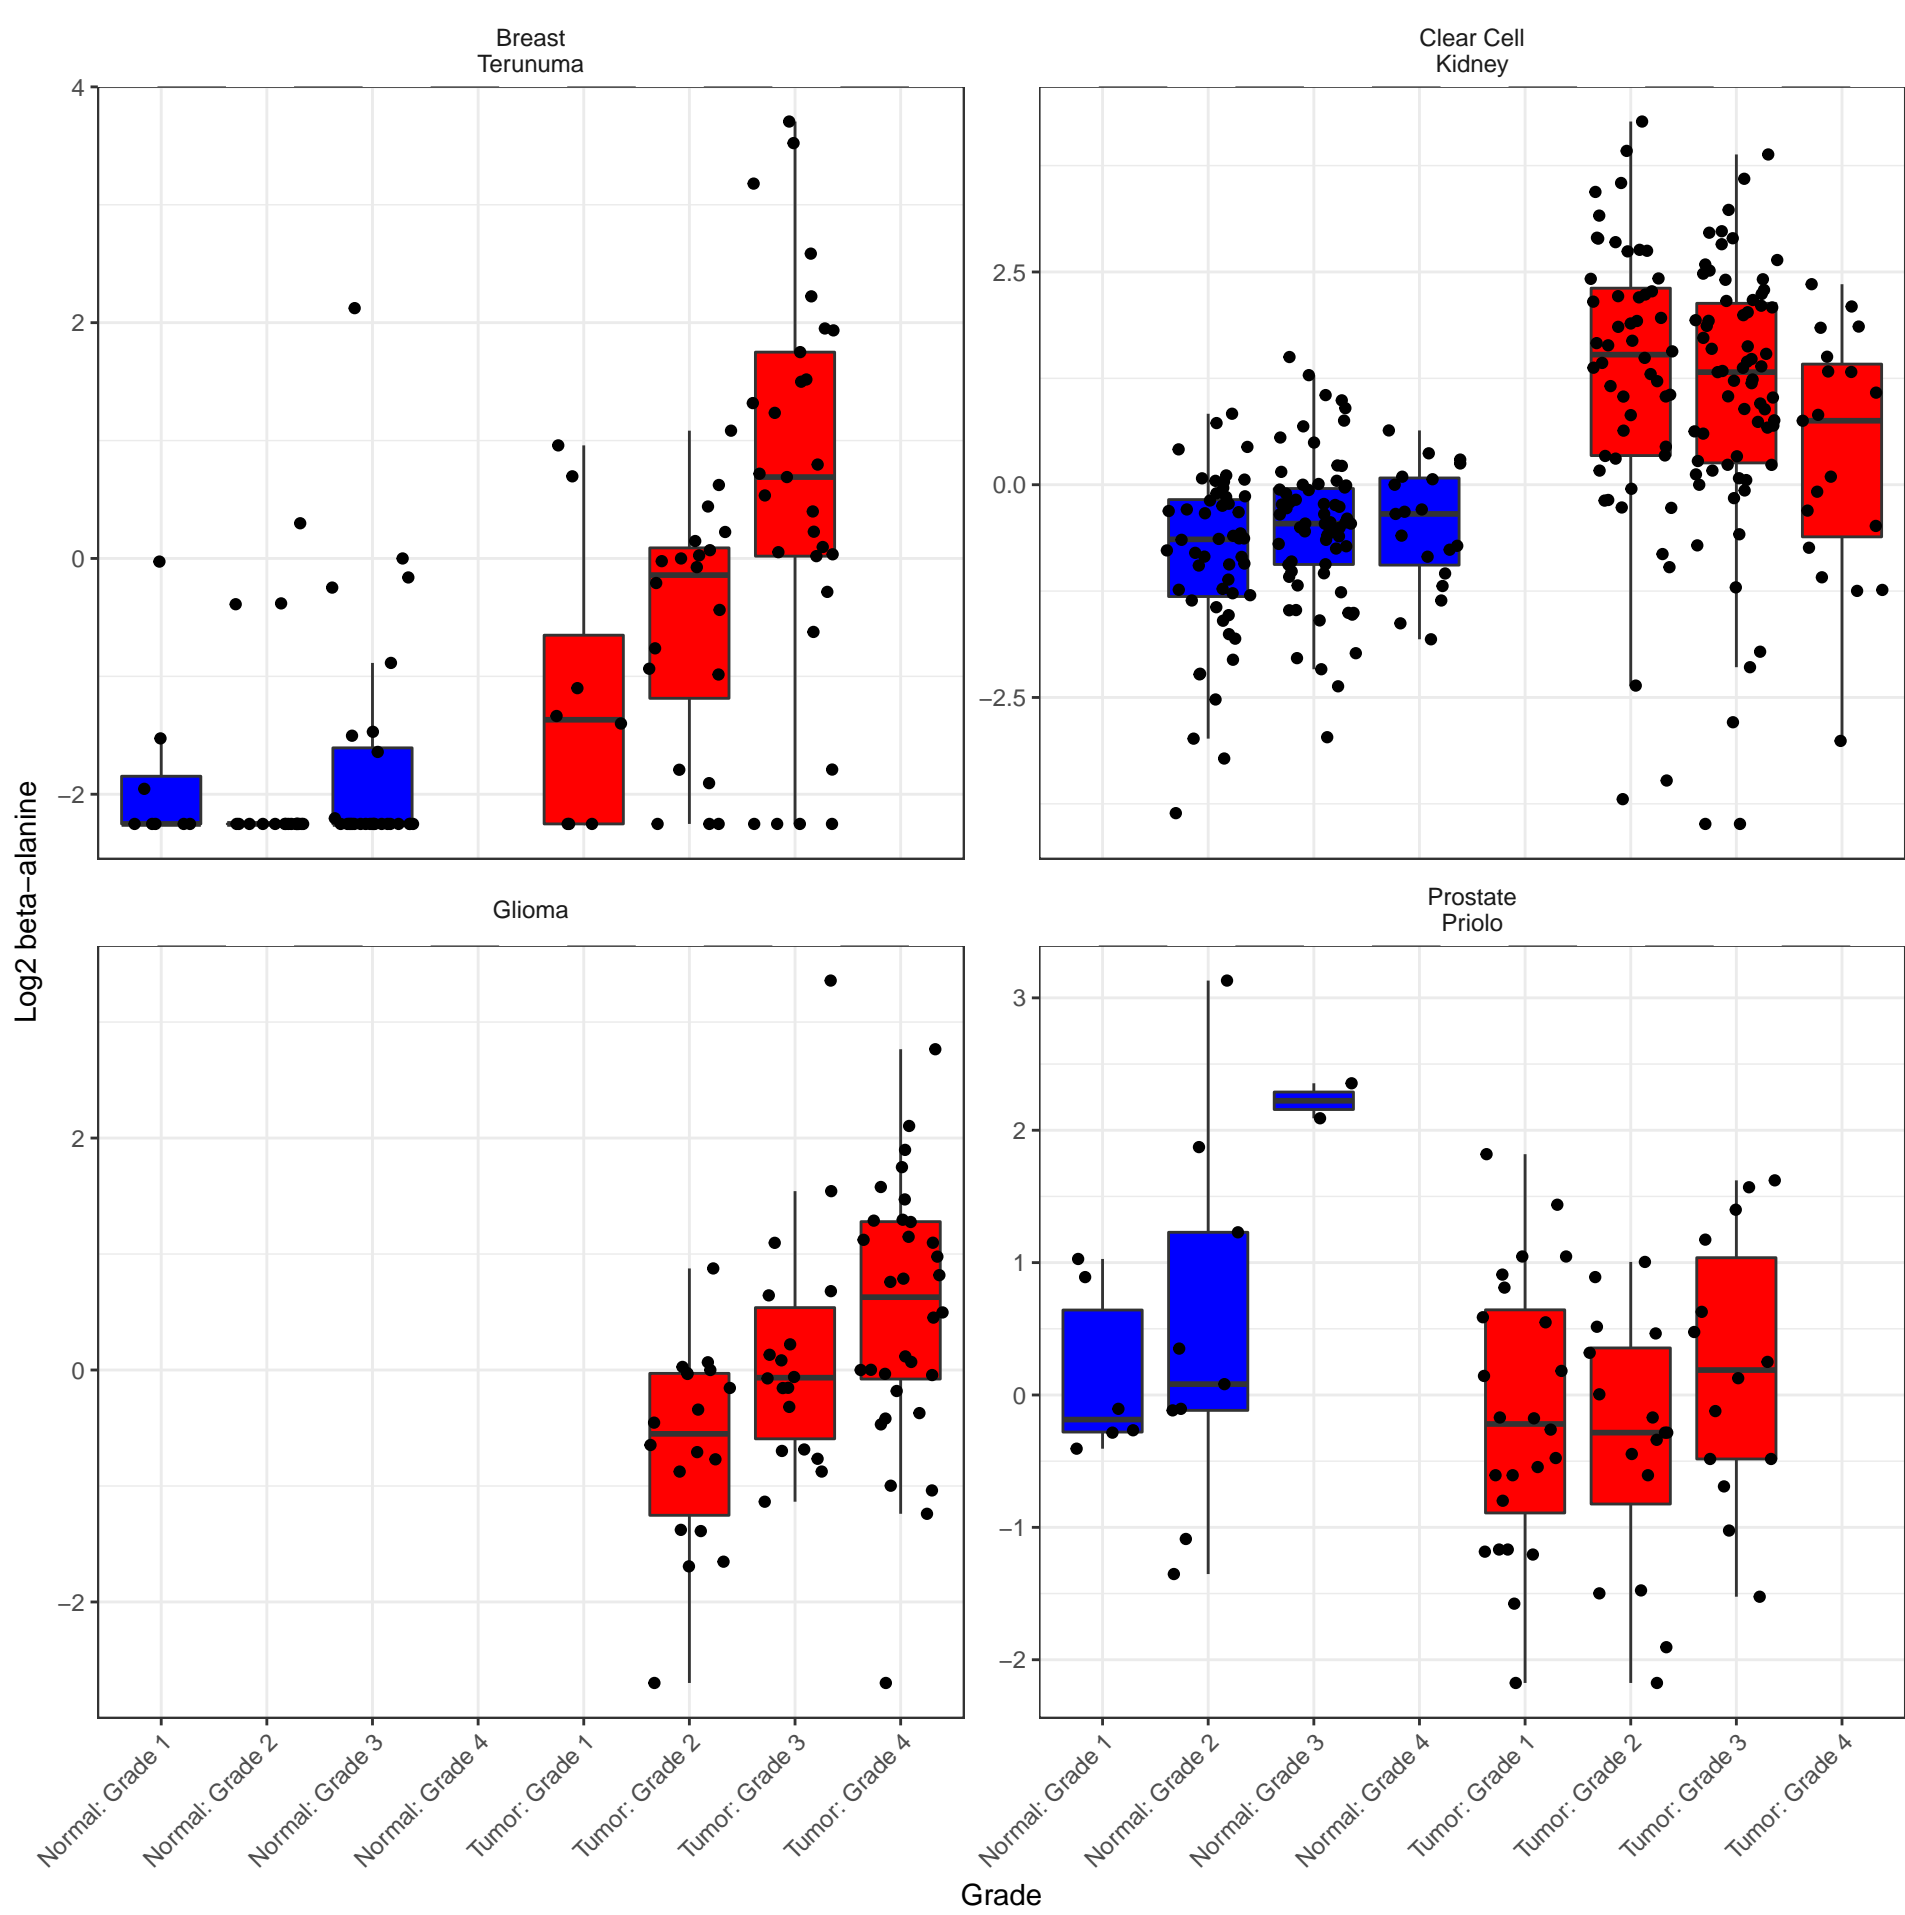 Breast
Terunuma
Clear Cell
Kidney
4
2
0
−2
2.5
0.0
−2.5
Log2 beta−alanine
Glioma
Prostate
Priolo
2
0
−2
3
2
1
0
−1
−2
Normal: Grade 1
Normal: Grade 2
Normal: Grade 3
Normal: Grade 4
Tumor: Grade 1
Tumor: Grade 2
Tumor: Grade 3
Tumor: Grade 4
Normal: Grade 1
Normal: Grade 2
Normal: Grade 3
Normal: Grade 4
Tumor: Grade 1
Tumor: Grade 2
Tumor: Grade 3
Tumor: Grade 4
Grade